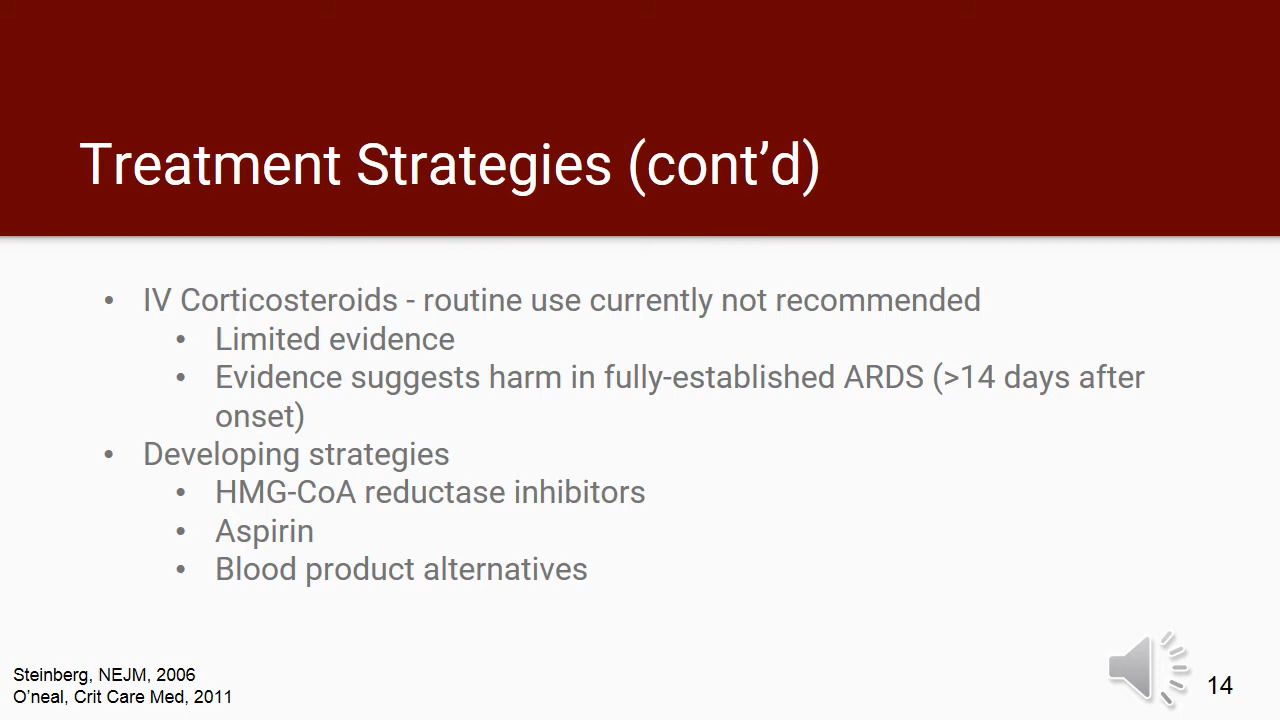 Treatment Strategies (cont’d)
• IV Corticosteroids - routine use currently not recommended
• Limited evidence
• Evidence suggests harm in fully-established ARDS (>14 days after
onset)
• Developing strategies
• HMG-CoA reductase inhibitors
• Aspirin
• Blood product alternatives
Steinberg, NEJM, 2006
O’neal, Crit Care Med, 2011
14